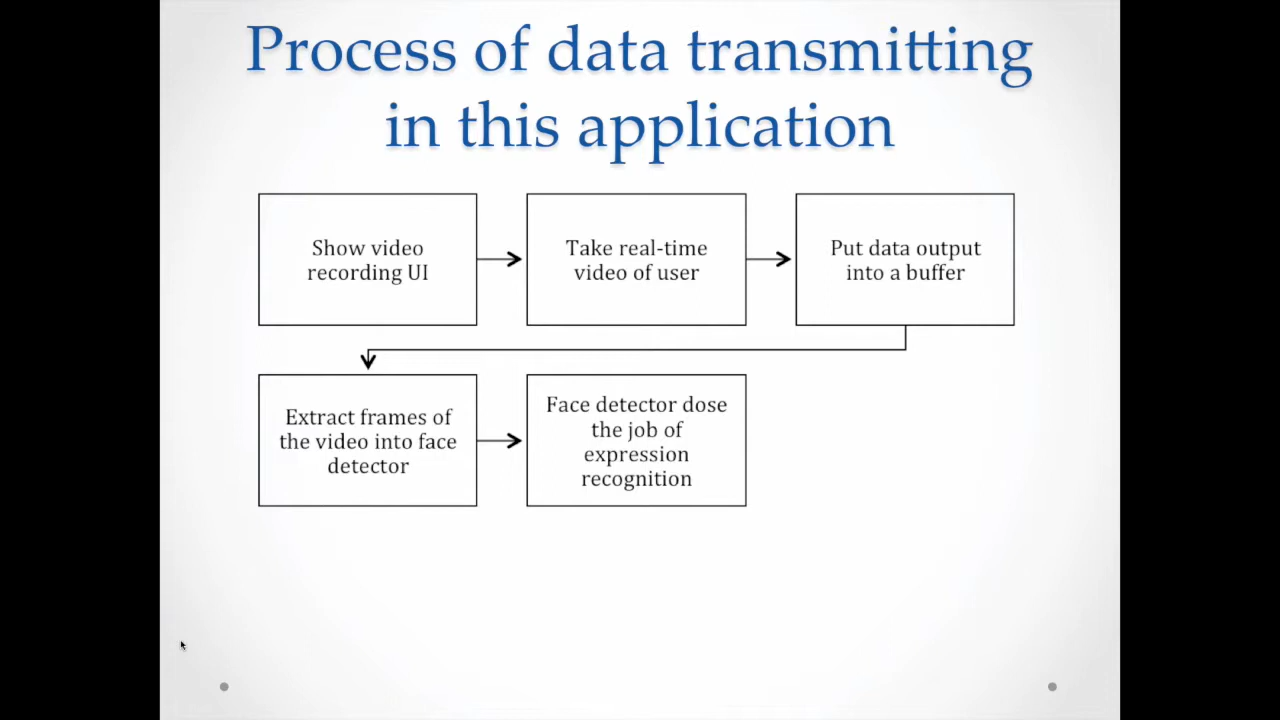 Process of data transmitting
in this application
Show video
recording UI
Take real-time
video of user
Put data output
into a buffer
Extract frames of
the video into face
detector
Face detector dose
the job of
expression
recognition